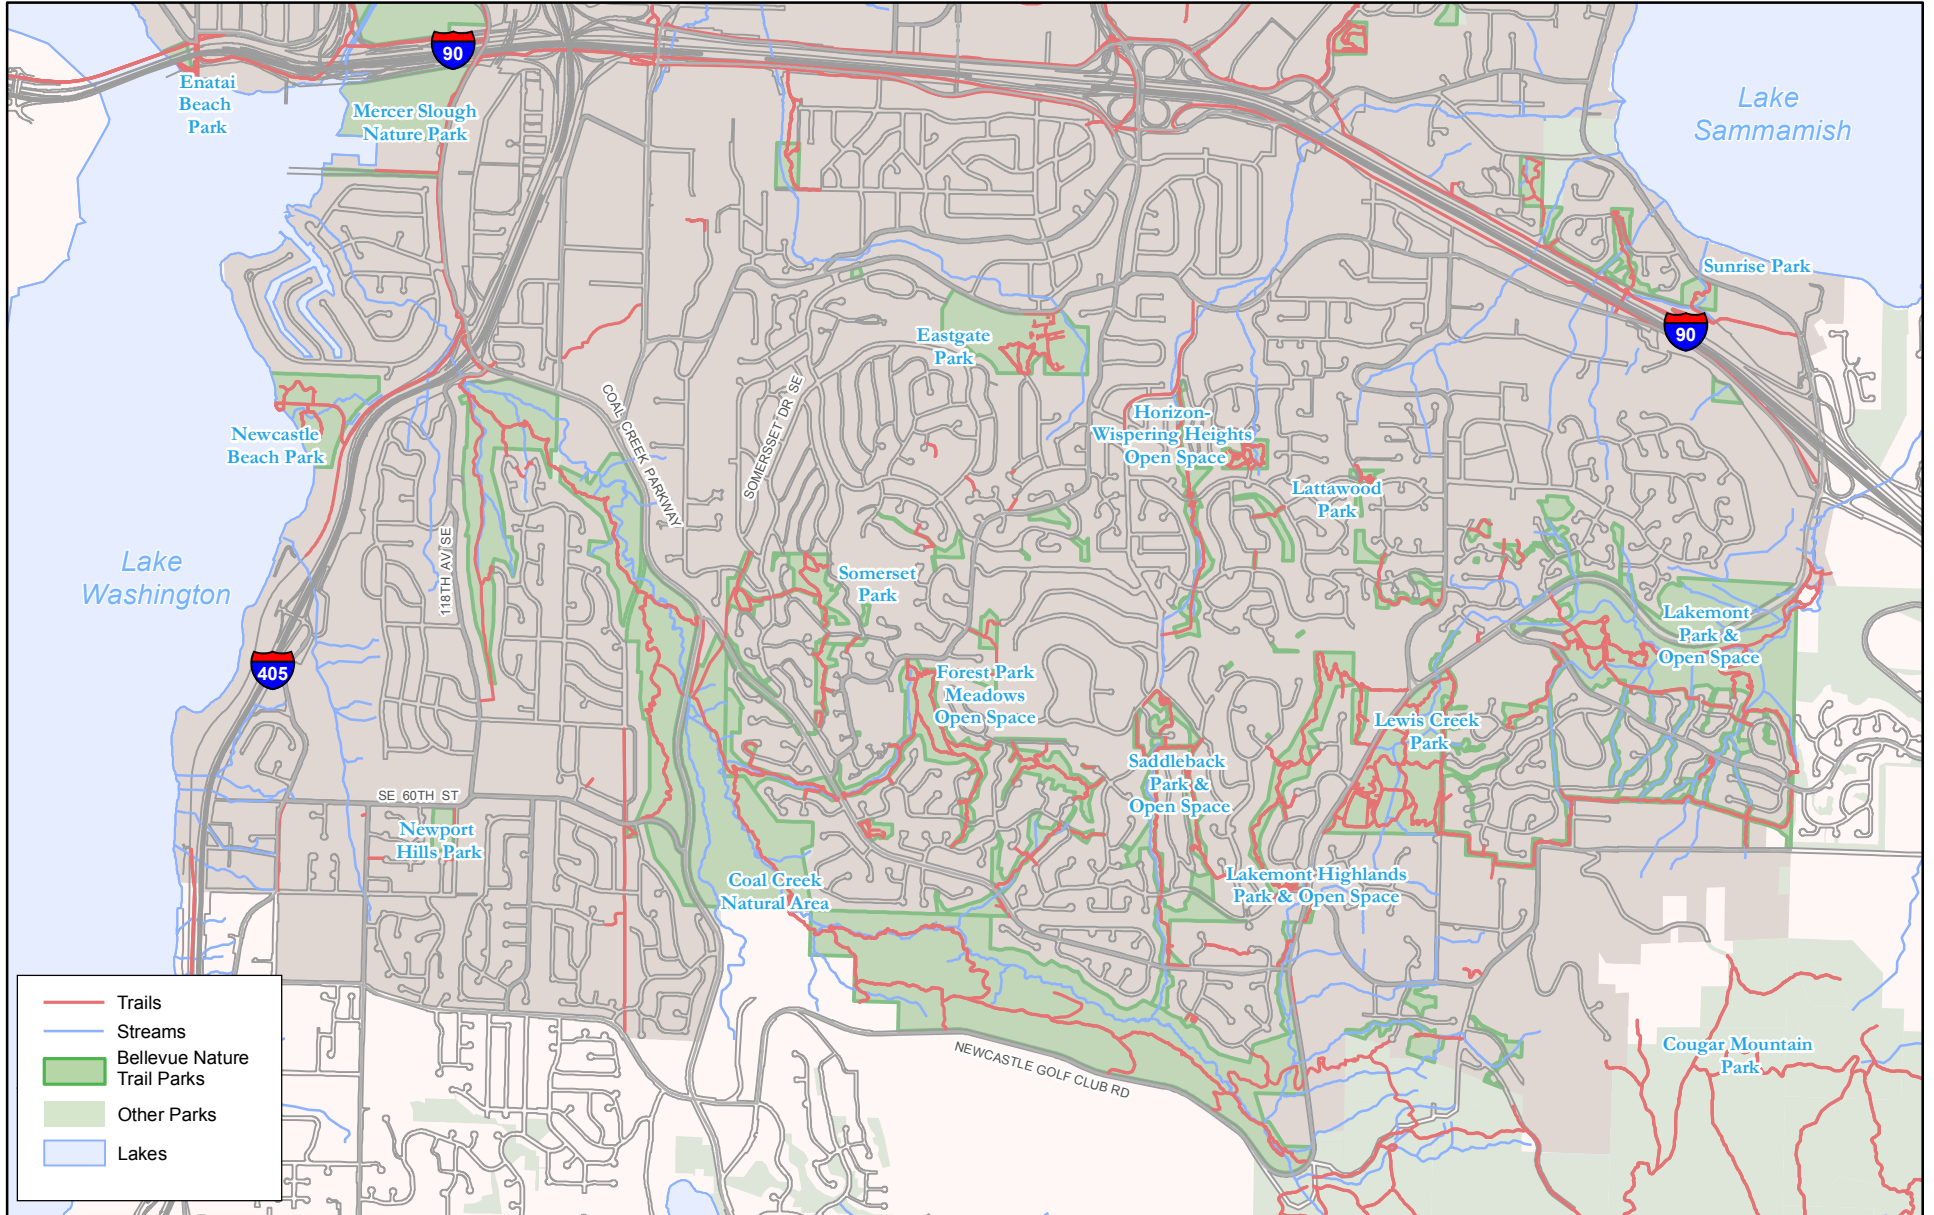 90
Enatai
Beach
Park
Mercer Slough
Nature Park
Lake
Sammamish
Sunrise Park
90
Eastgate
Park
Newcastle
Beach Park
COAL CREEK PARKWAY
SOMERSSET DR SE
Horizon-
Wispering Heights
Open Space
Lattawood
Park
118TH AV SE
Lake
Washington
Somerset
Park
Lakemont
Park &
Open Space
405
Forest Park
Meadows
Open Space
Lewis Creek
Park
Saddleback
Park &
Open Space
SE 60TH ST
Newport
Hills Park
Coal Creek
Natural Area
Lakemont Highlands
Park & Open Space
NEWCASTLE GOLF CLUB RD
Cougar Mountain
Park
Trails
Streams
Bellevue Nature
Trail Parks
Other Parks
Lakes